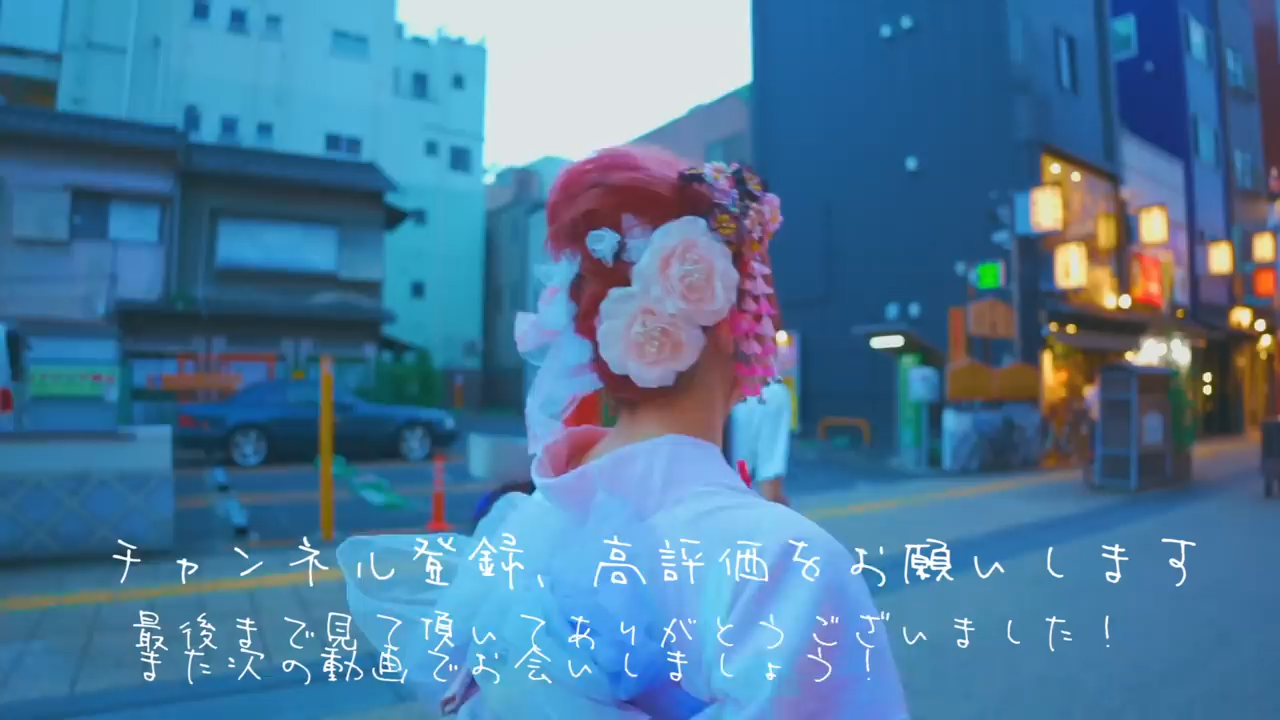 チャンネル登録、高評価をお願いします
最後まで見て頂いてありがとうございました！
また次の動画でお会いしましょう！